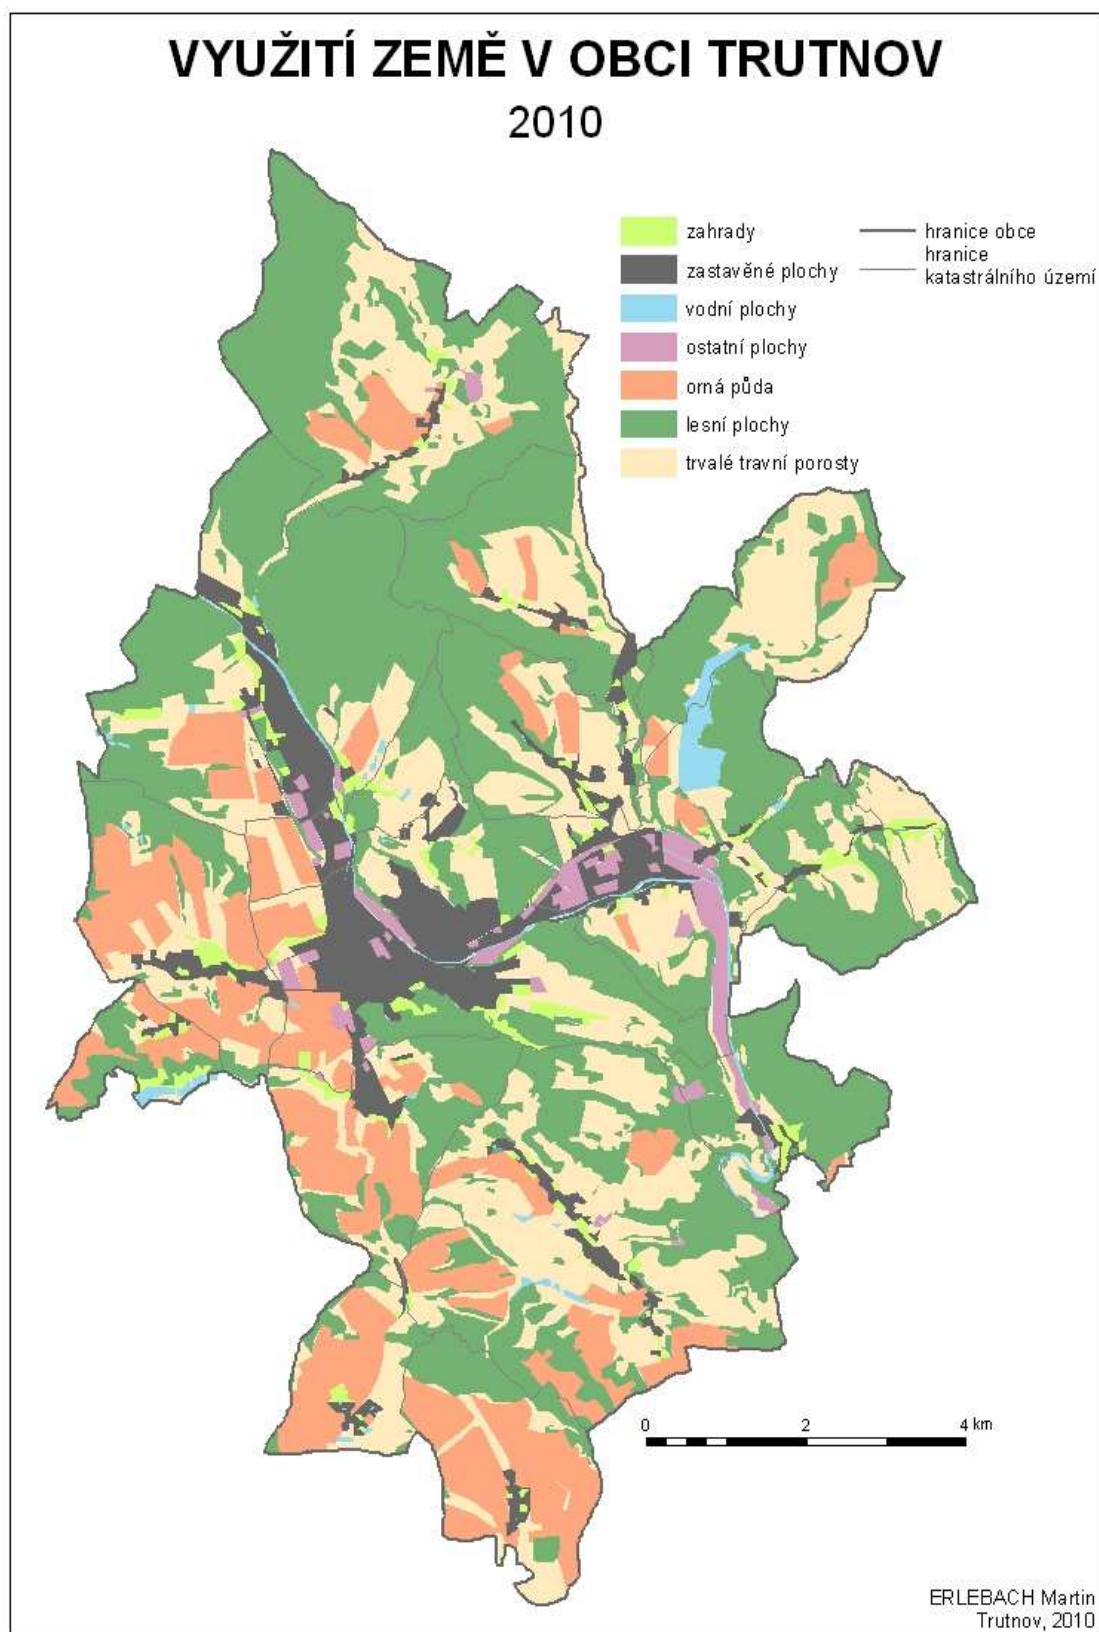 VYUŽITÍ ZEMĚ V OBCI TRUTNOV
2010
zahrady
zastavěné plochy
vodní plochy
ostatní plochy
orná půda
lesní plochy
trvalé travní porosty
hranice obce
hranice
katastrálního území
0 2 4 km
ERLEBACH Martin
Trutnov, 2010